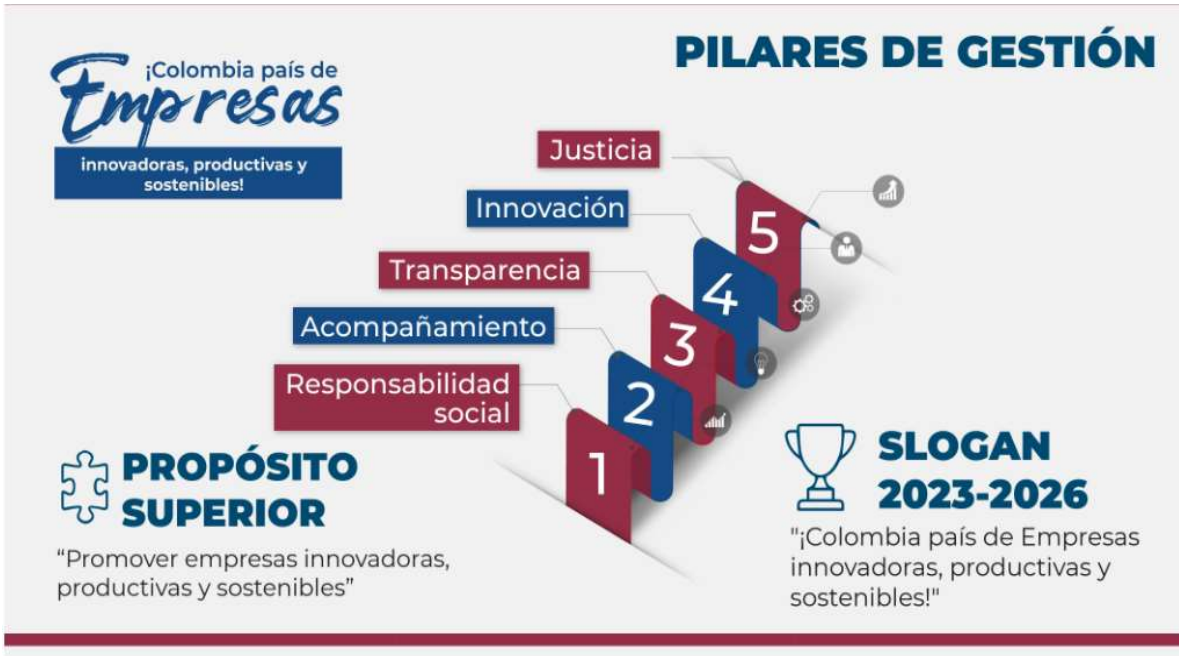 ¡Colombia país de
Empresas
innovadoras, productivas y
sostenibles!
PILARES DE GESTIÓN
Justicia
5
Innovación
4
Transparencia
3
Acompañamiento
2
Responsabilidad
social
1
PROPÓSITO
SUPERIOR
“Promover empresas innovadoras,
productivas y sostenibles”
SLOGAN
2023-2026
"¡Colombia país de Empresas
innovadoras, productivas y
sostenibles!"